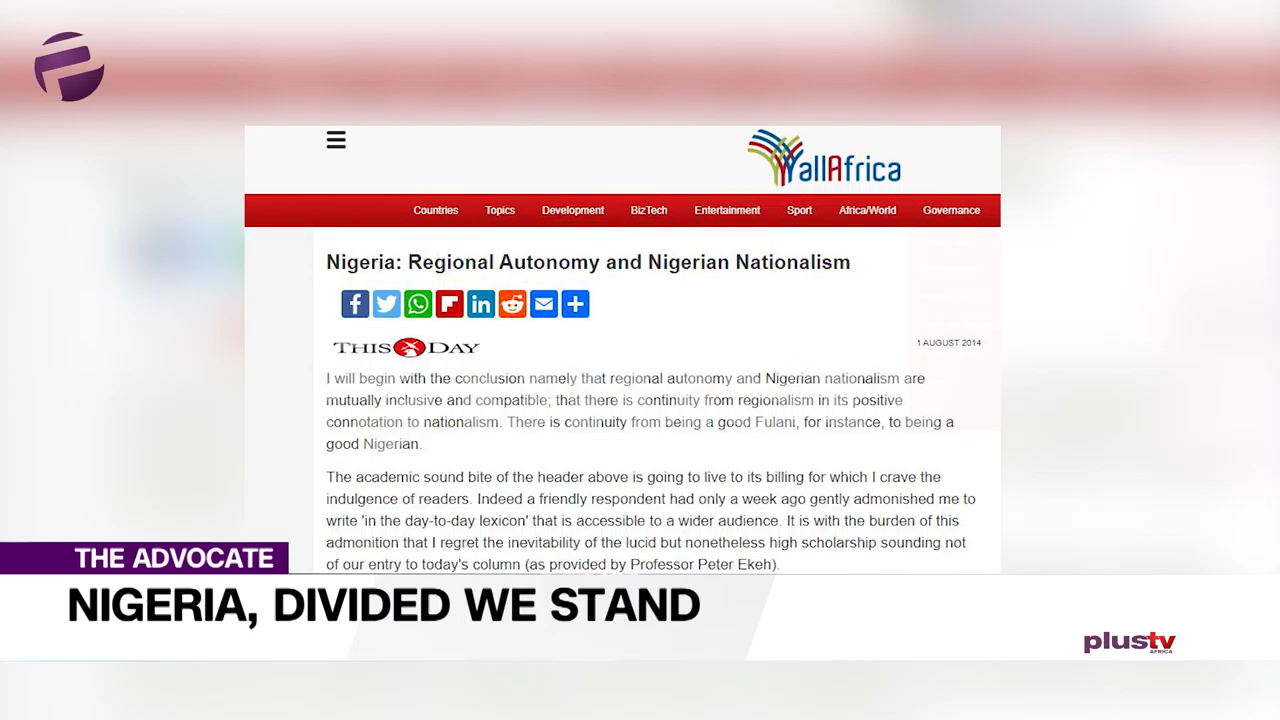 allAfrica
Countries Topics Development BizTech Entertainment Sport Africa/World Governance
Nigeria: Regional Autonomy and Nigerian Nationalism
THIS DAY
1 AUGUST 2014
I will begin with the conclusion namely that regional autonomy and Nigerian nationalism are
mutually inclusive and compatible; that there is continuity from regionalism in its positive
connotation to nationalism. There is continuity from being a good Fulani, for instance, to being a
good Nigerian.
The academic sound bite of the header above is going to live to its billing for which I crave the
indulgence of readers. Indeed a friendly respondent had only a week ago gently admonished me to
write 'in the day-to-day lexicon' that is accessible to a wider audience. It is with the burden of this
admonition that I regret the inevitability of the lucid but nonetheless high scholarship sounding not
of our entry to today's column (as provided by Professor Peter Ekeh).
THE ADVOCATE
NIGERIA, DIVIDED WE STAND
plustv
AFRICA